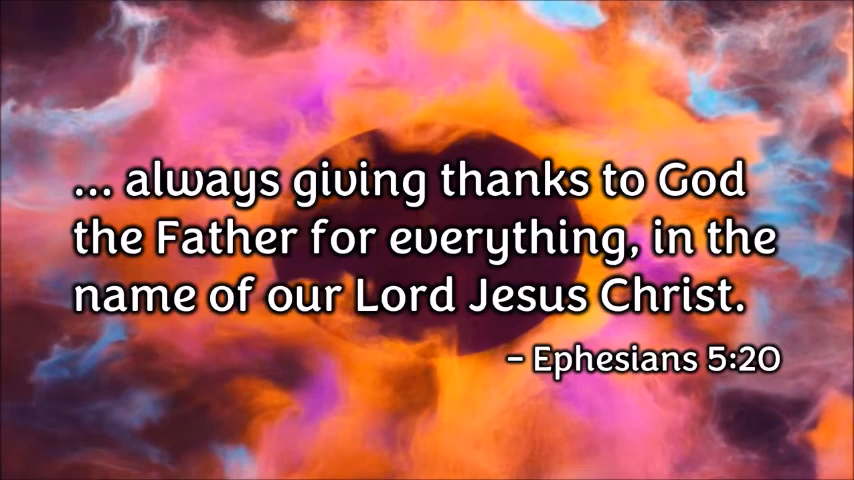 ... always giving thanks to God
the Father for everything, in the
name of our Lord Jesus Christ.
– Ephesians 5:20